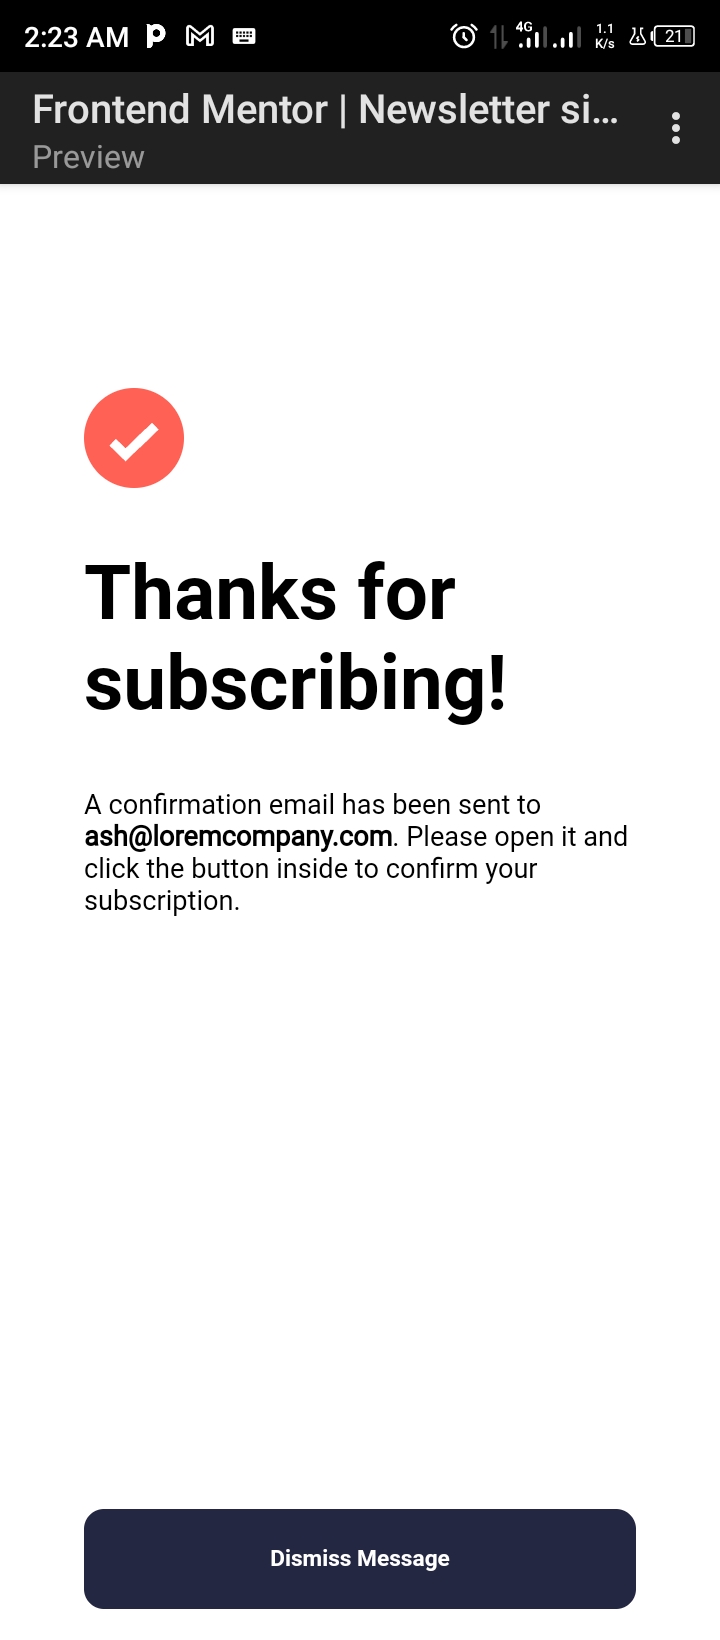 2:23 AM
4G
1.1
K/s
21
Frontend Mentor | Newsletter si...
Preview
Thanks for
subscribing!
A confirmation email has been sent to
ash@loremcompany.com. Please open it and
click the button inside to confirm your
subscription.
Dismiss Message